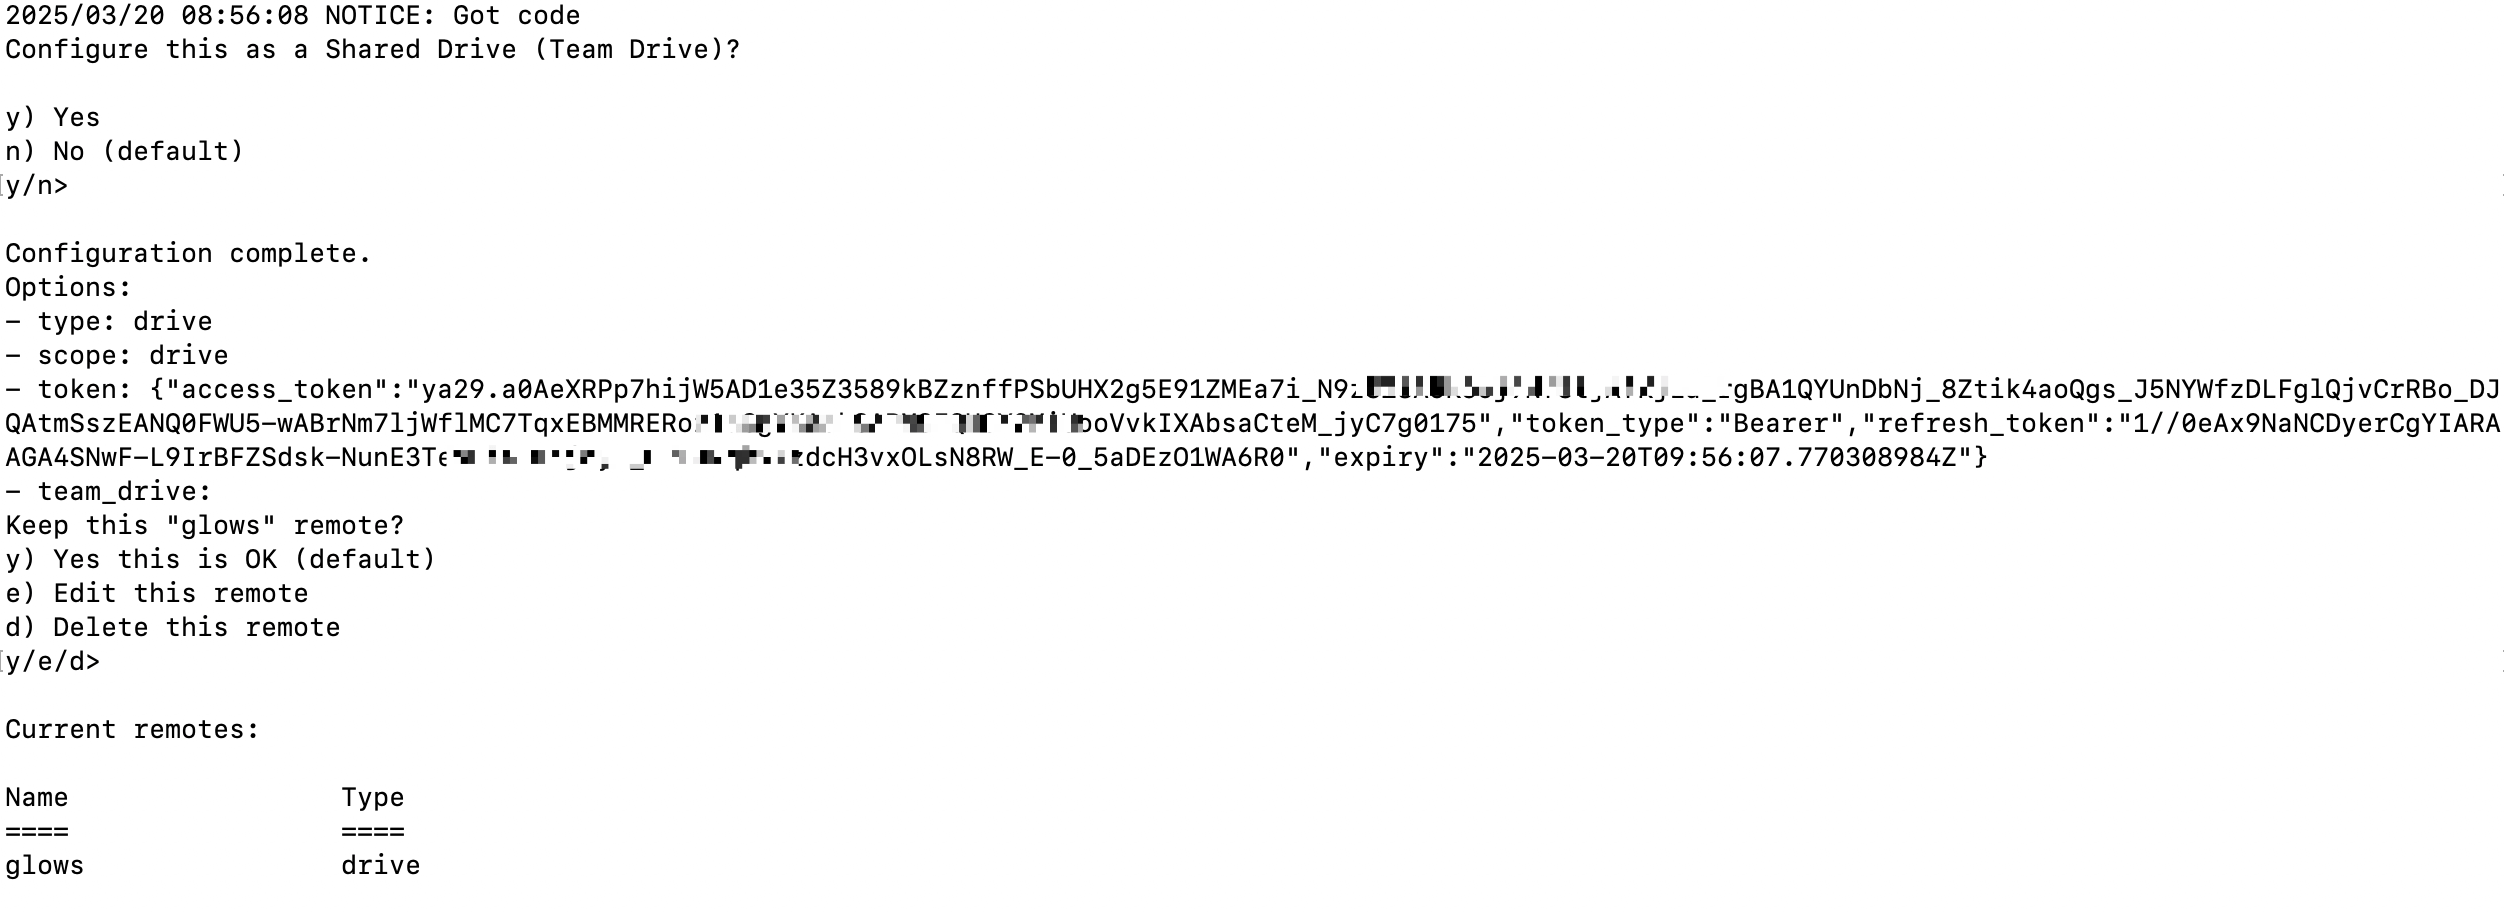 2025/03/20 08:56:08 NOTICE: Got code
Configure this as a Shared Drive (Team Drive)?
y) Yes
n) No (default)
y/n>
Configuration complete.
Options:
- type: drive
- scope: drive
- token: {"access_token":"ya29.a0AeXRPp7hijW5AD1e35Z3589kBZznffPSbUHX2g5E91ZMEa7i_N9 gBA1QYUnDbNj_8Ztik4aoQgs_J5NYWfzDLFglQjvCrRBo_DJ
QAtmSszEANQ0FWU5-wABrNm7ljWflMC7TqxEBMMRERo ooVvkIXAbsaCteM_jyC7g0175","token_type":"Bearer","refresh_token":"1//0eAx9NaNCDyerCgYIARA
AGA4SNwF-L9IrBFZSdsk-NunE3T dcH3vxOLsN8RW_E-0_5aDEzO1WA6R0","expiry":"2025-03-20T09:56:07.770308984Z"}
- team_drive:
Keep this "glows" remote?
y) Yes this is OK (default)
e) Edit this remote
d) Delete this remote
y/e/d>
Current remotes:
Name Type
==== ====
glows drive